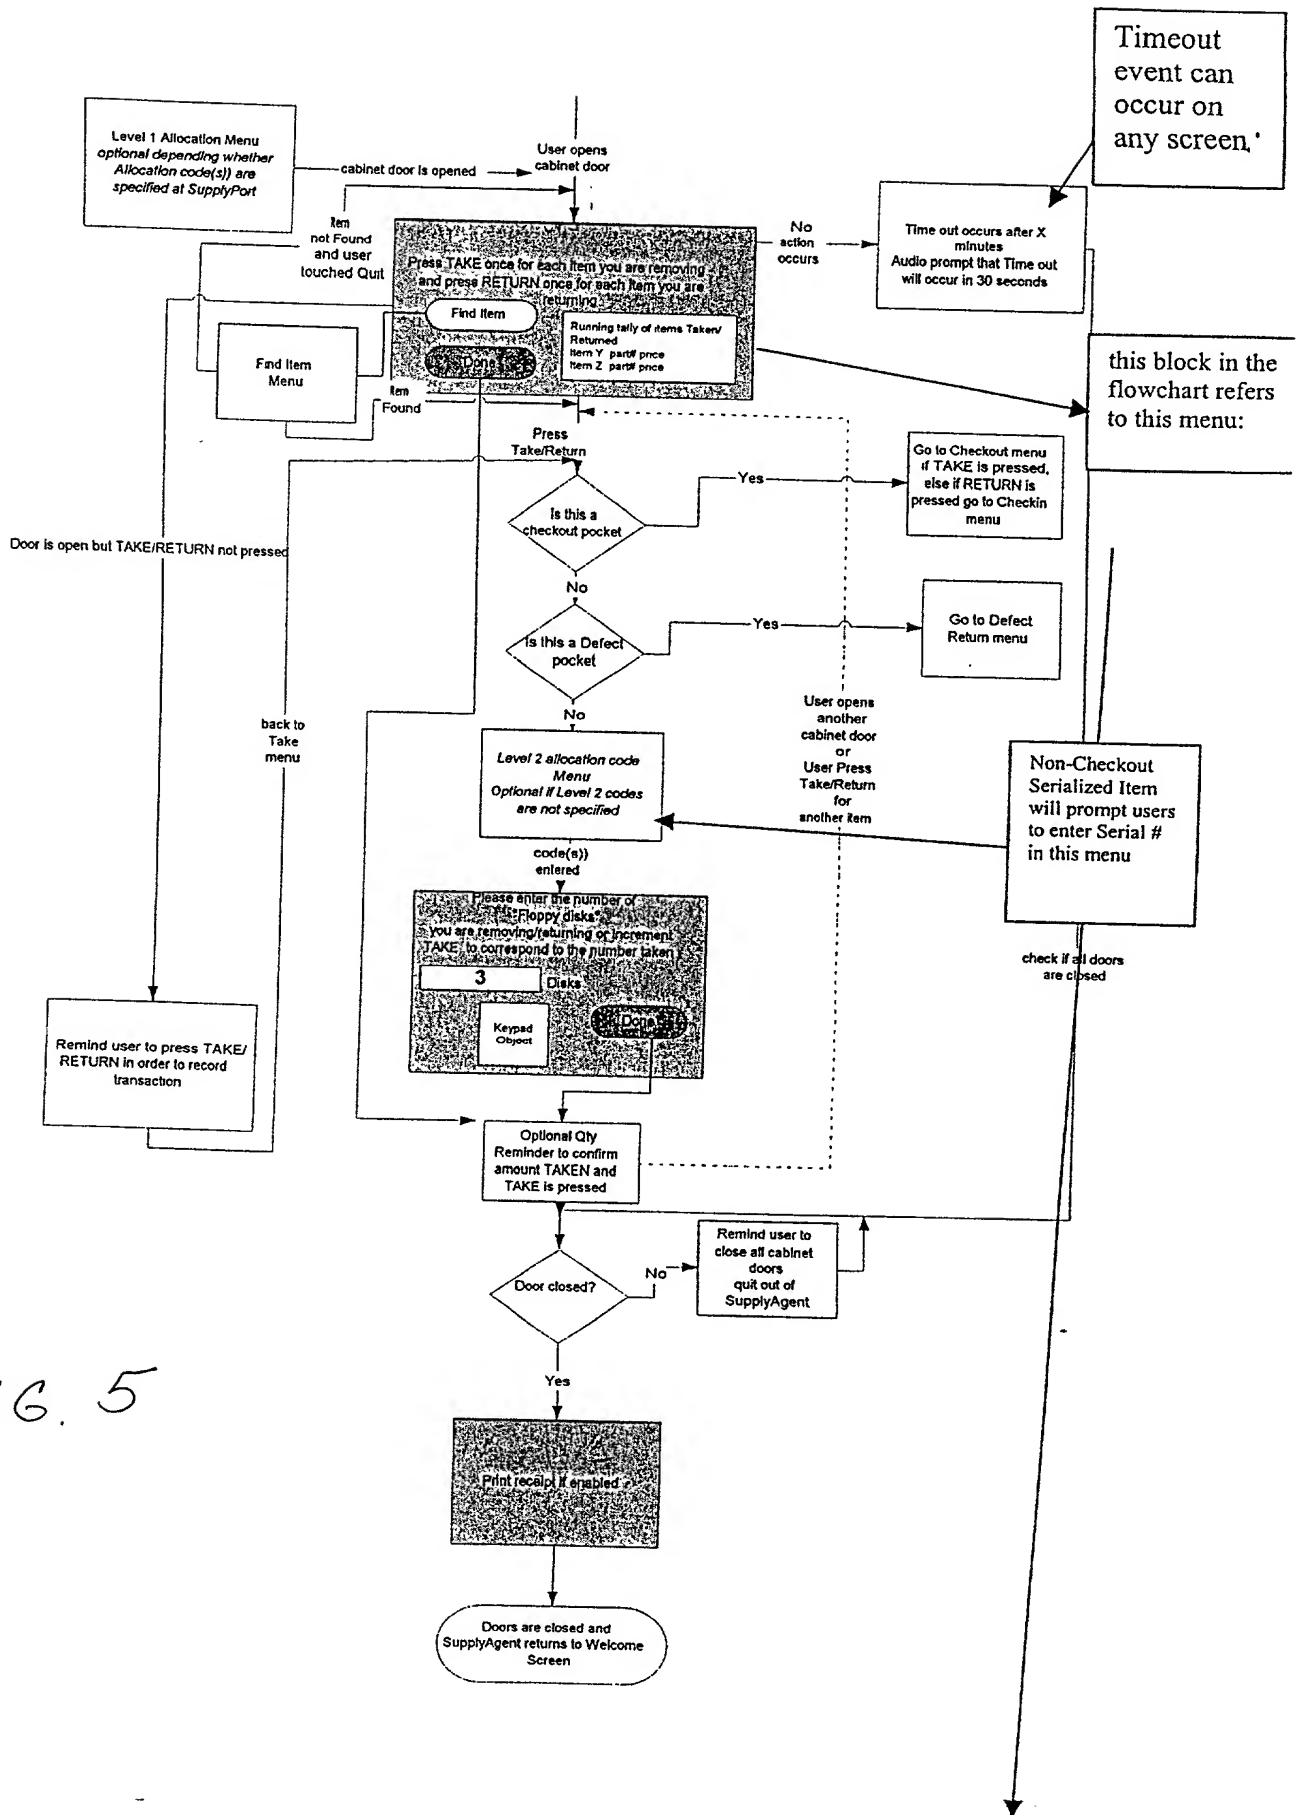 Timeout
event can
occur on
any screen.
Level 1 Allocation Menu
optional depending whether
Allocation code(s)) are
specified at SupplyPort
cabinet door is opened
User opens
cabinet door
Item
not Found
and user
touched Quit
No
action
occurs
Time out occurs after X
minutes
Audio prompt that Time out
will occur in 30 seconds
Press TAKE once for each item you are removing
and press RETURN once for each item you are
returning
Find Item
Done
Running tally of items Taken/
Returned
Item Y part# price
Item Z part# price
this block in the
flowchart refers
to this menu:
Find Item
Menu
Item
Found
Press
Take/Return
Is this a
checkout pocket
Yes
Go to Checkout menu
if TAKE is pressed,
else if RETURN is
pressed go to Checkin
menu
Door is open but TAKE/RETURN not pressed
No
Is this a Defect
pocket
Yes
Go to Defect
Return menu
No
back to
Take
menu
User opens
another
cabinet door
or
User Press
Take/Return
for
another item
Level 2 allocation code
Menu
Optional if Level 2 codes
are not specified
Non-Checkout
Serialized Item
will prompt users
to enter Serial #
in this menu
code(s))
entered
Please enter the number of
"Floppy disks"
you are removing/returning or increment
TAKE to correspond to the number taken
3
Disks
Keypad
Object
Done
check if all doors
are closed
Remind user to press TAKE/
RETURN in order to record
transaction
Optional Qty
Reminder to confirm
amount TAKEN and
TAKE is pressed
Door closed?
No
Remind user to
close all cabinet
doors
quit out of
SupplyAgent
Yes
G. 5
Print receipt if enabled
Doors are closed and
SupplyAgent returns to Welcome
Screen